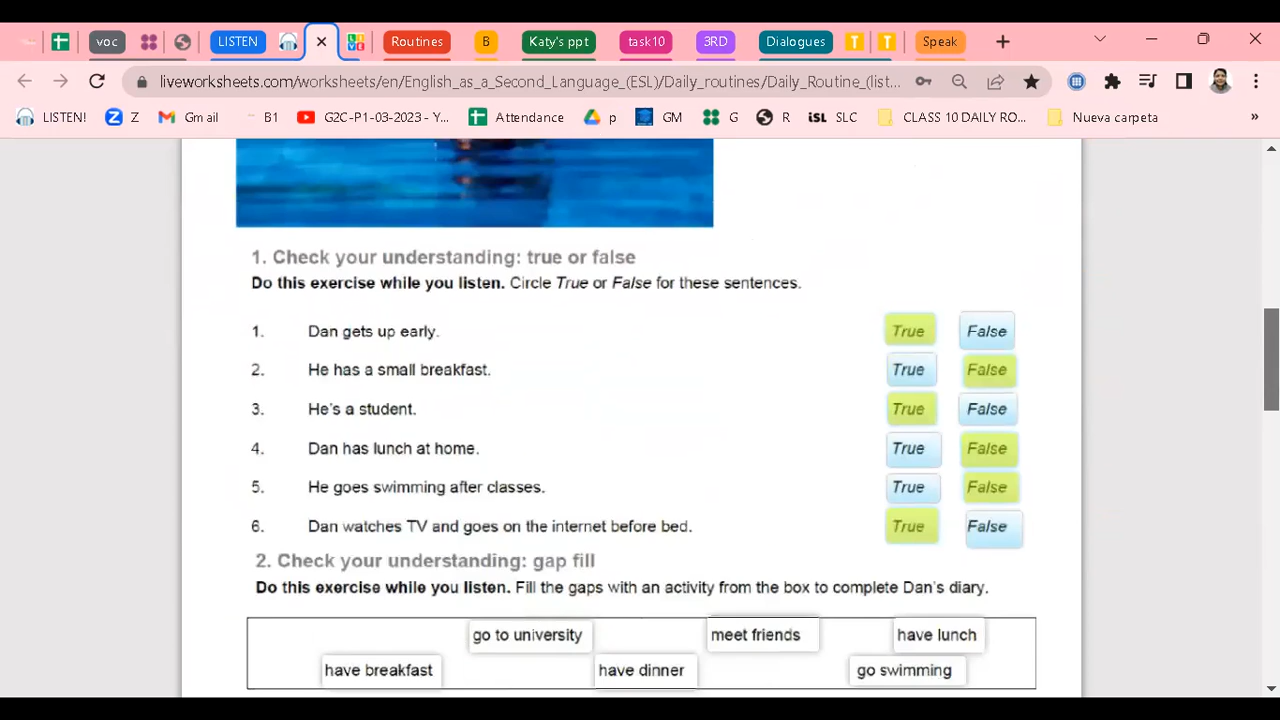 voc
LISTEN
Routines
B
Katy's ppt
task10
3RD
Dialogues
T
T
Speak
liveworksheets.com/worksheets/en/English_as_a_Second_Language_(ESL)/Daily_routines/Daily_Routine_(list...
LISTEN!
Z
Gmail
B1
G2C - T1-03-2023 - Y...
Attendance
p
GM
G
R
iSL SLC
CLASS 10 DAILY RO...
Nueva carpeta
»
1. Check your understanding: true or false
Do this exercise while you listen. Circle True or False for these sentences.
1. Dan gets up early. True False
2. He has a small breakfast. True False
3. He's a student. True False
4. Dan has lunch at home. True False
5. He goes swimming after classes. True False
6. Dan watches TV and goes on the internet before bed. True False
2. Check your understanding: gap fill
Do this exercise while you listen. Fill the gaps with an activity from the box to complete Dan's diary.
go to university meet friends have lunch
have breakfast have dinner go swimming